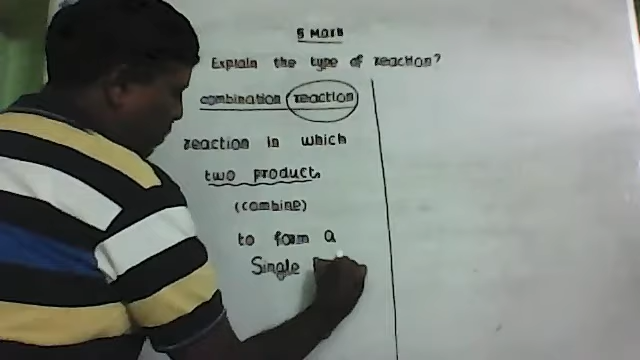 5 Mark
Explain the type of reaction?
combination reaction
reaction in which
two product.
(combine)
to form a
Single